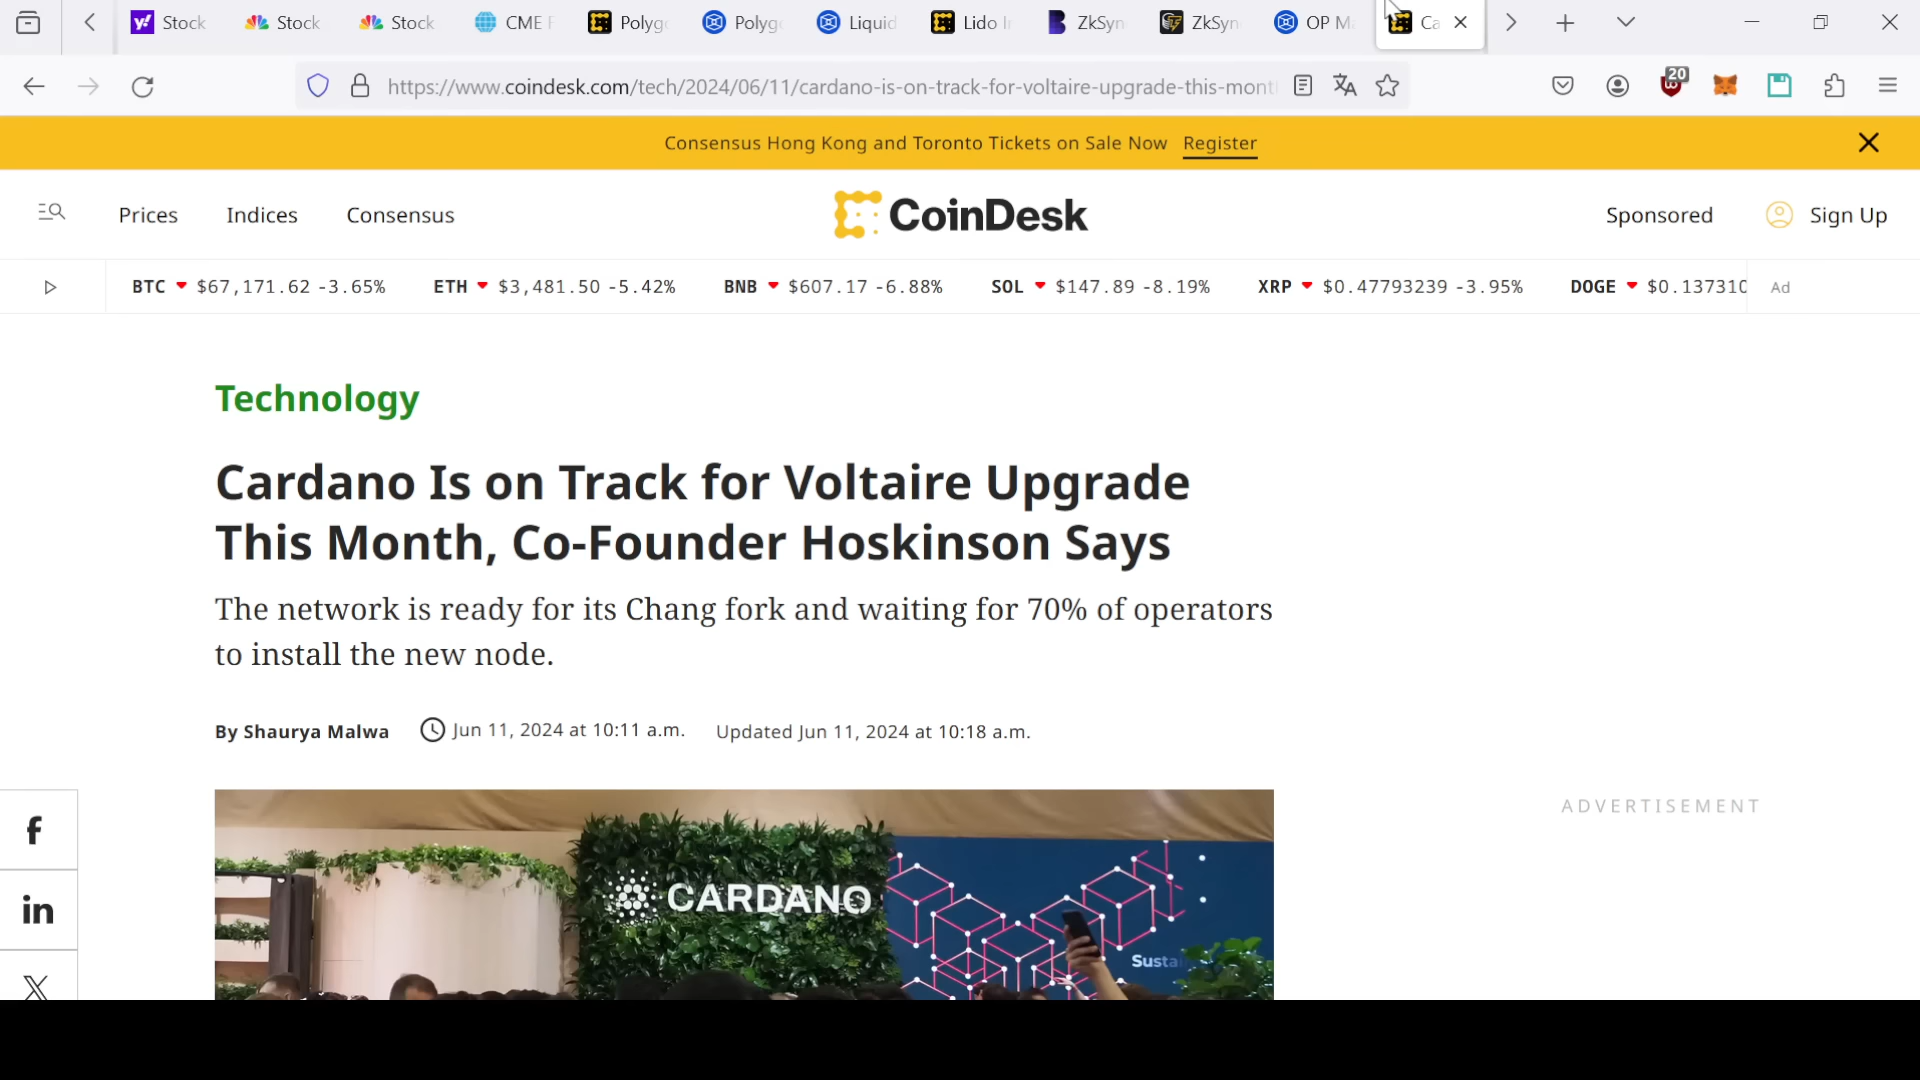 Stock
Stock
Stock
CME F
Polyg
Polyg
Liquid
Lido I
ZkSyn
ZkSyn
OP M
Ca
https://www.coindesk.com/tech/2024/06/11/cardano-is-on-track-for-voltaire-upgrade-this-mont
20
Consensus Hong Kong and Toronto Tickets on Sale Now Register
Prices Indices Consensus
CoinDesk
Sponsored
Sign Up
BTC $67,171.62 -3.65% ETH $3,481.50 -5.42% BNB $607.17 -6.88% SOL $147.89 -8.19% XRP $0.47793239 -3.95% DOGE $0.137310
Ad
Technology
Cardano Is on Track for Voltaire Upgrade
This Month, Co-Founder Hoskinson Says
The network is ready for its Chang fork and waiting for 70% of operators
to install the new node.
By Shaurya Malwa Jun 11, 2024 at 10:11 a.m. Updated Jun 11, 2024 at 10:18 a.m.
ADVERTISEMENT
CARDANO
Sustai